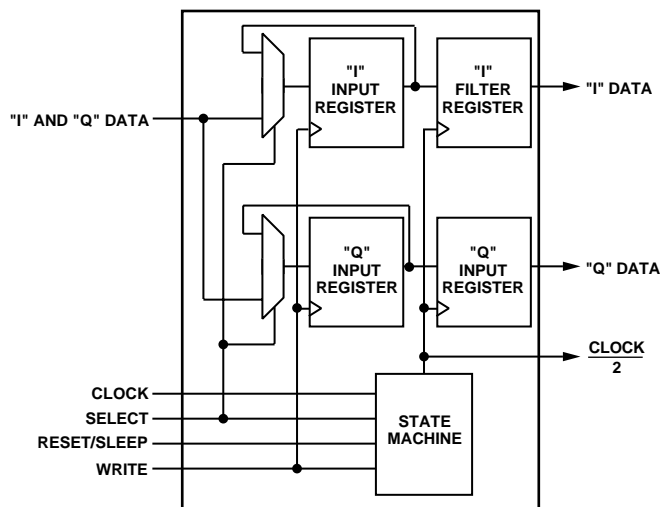 "I"
INPUT
REGISTER
"I"
FILTER
REGISTER
"I" DATA
"I" AND "Q" DATA
"Q"
INPUT
REGISTER
"Q"
INPUT
REGISTER
"Q" DATA
CLOCK
2
CLOCK
SELECT
RESET/SLEEP
WRITE
STATE
MACHINE